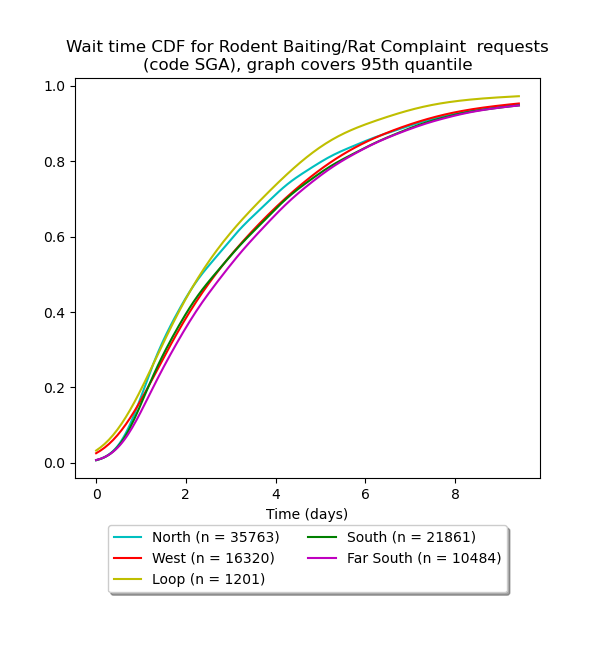 Wait time CDF for Rodent Baiting/Rat Complaint  requests
(code SGA), graph covers 95th quantile
1.0
0.8
0.6
0.4
0.2
0.0
0 2 4 6 8
Time (days)
North (n = 35763) South (n = 21861)
West (n = 16320) Far South (n = 10484)
Loop (n = 1201)